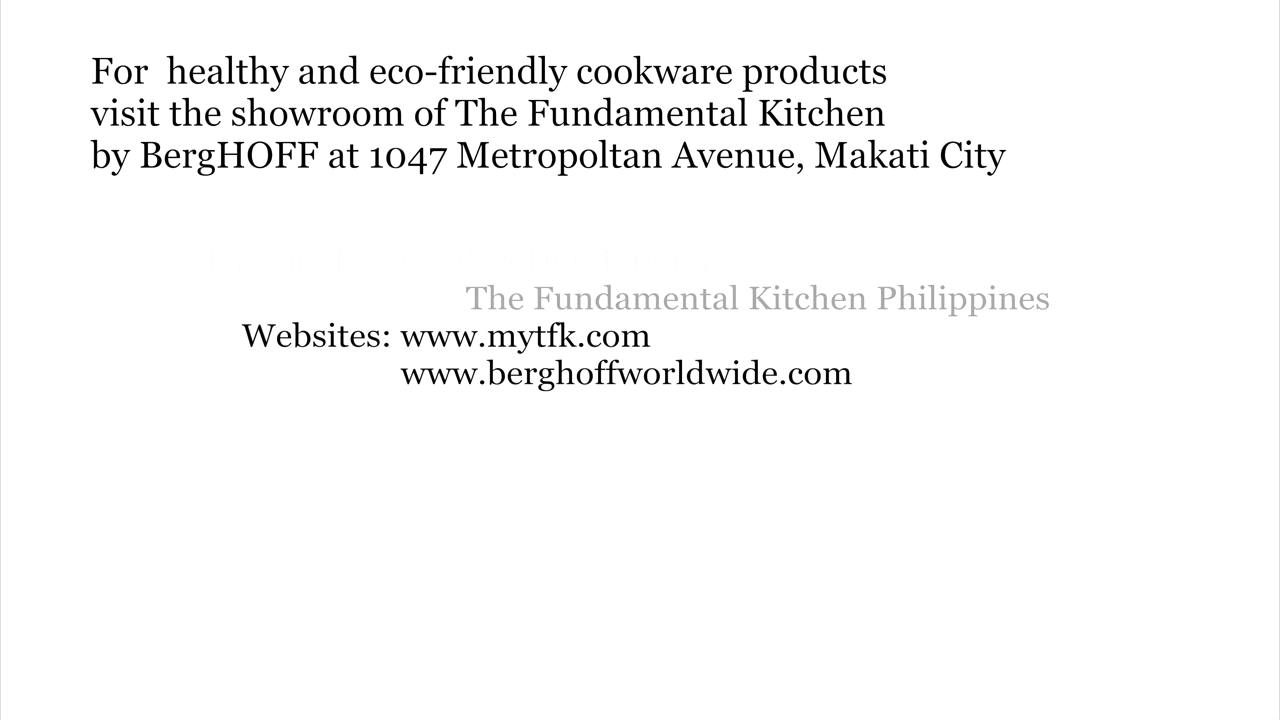 For healthy and eco-friendly cookware products
visit the showroom of The Fundamental Kitchen
by BergHOFF at 1047 Metropoltan Avenue, Makati City
The Fundamental Kitchen Philippines
Websites: www.mytfk.com
www.berghoffworldwide.com